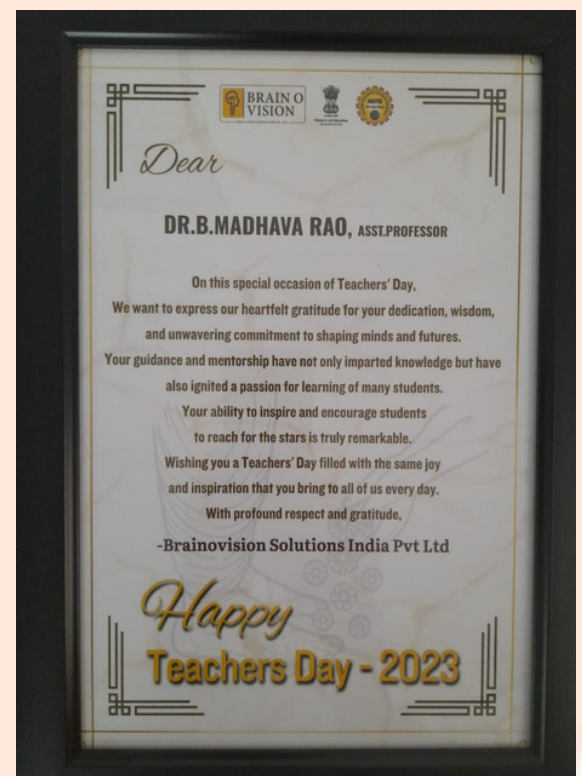 BRAIN O
VISION
Dear
DR.B.MADHAVA RAO, ASST.PROFESSOR
On this special occasion of Teachers' Day,
We want to express our heartfelt gratitude for your dedication, wisdom,
and unwavering commitment to shaping minds and futures.
Your guidance and mentorship have not only imparted knowledge but have
also ignited a passion for learning of many students.
Your ability to inspire and encourage students
to reach for the stars is truly remarkable.
Wishing you a Teachers' Day filled with the same joy
and inspiration that you bring to all of us every day.
With profound respect and gratitude,
-Brainovision Solutions India Pvt Ltd
Happy
Teachers Day - 2023